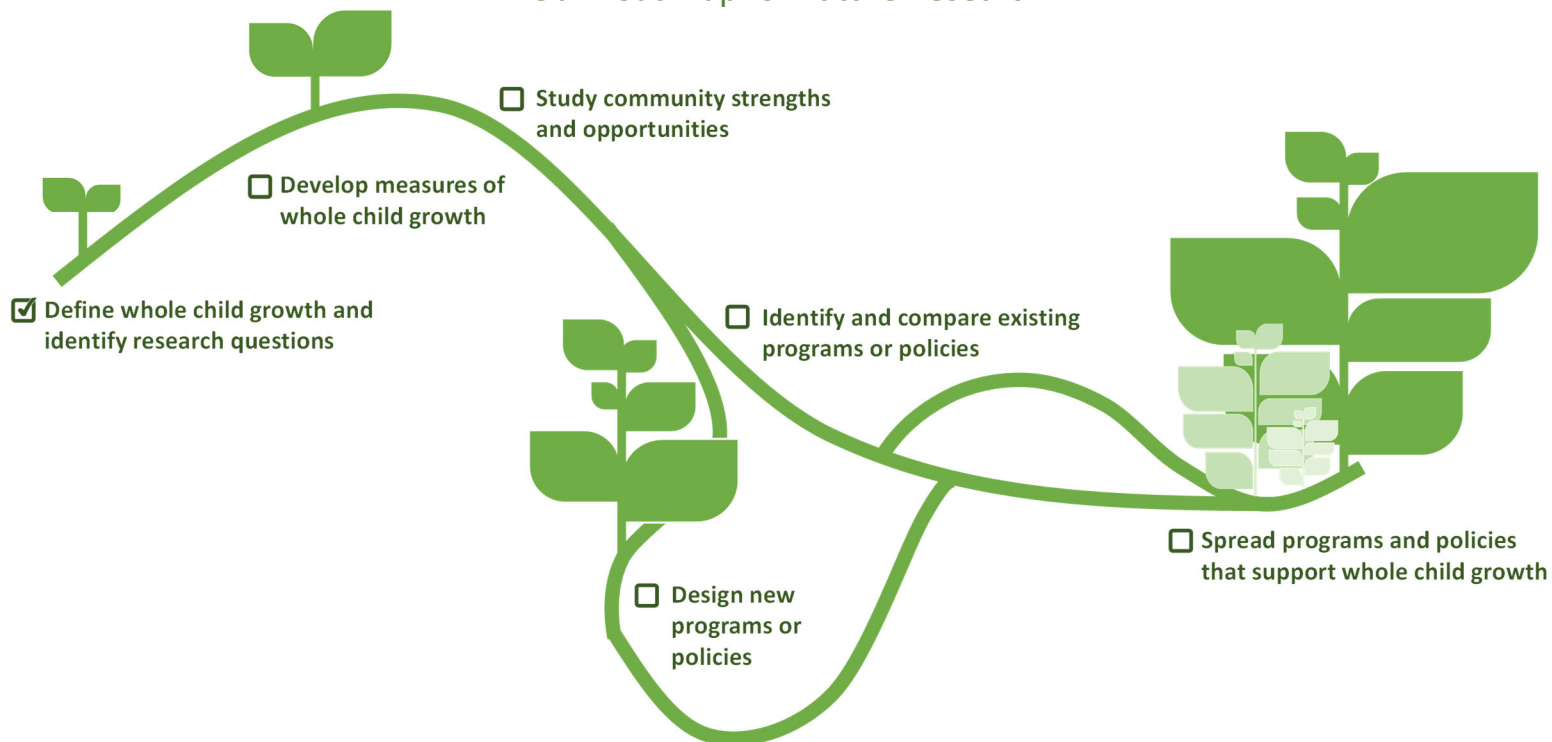 Study community strengths
and opportunities
Develop measures of
whole child growth
Define whole child growth and
identify research questions
Identify and compare existing
programs or policies
Spread programs and policies
that support whole child growth
Design new
programs or
policies